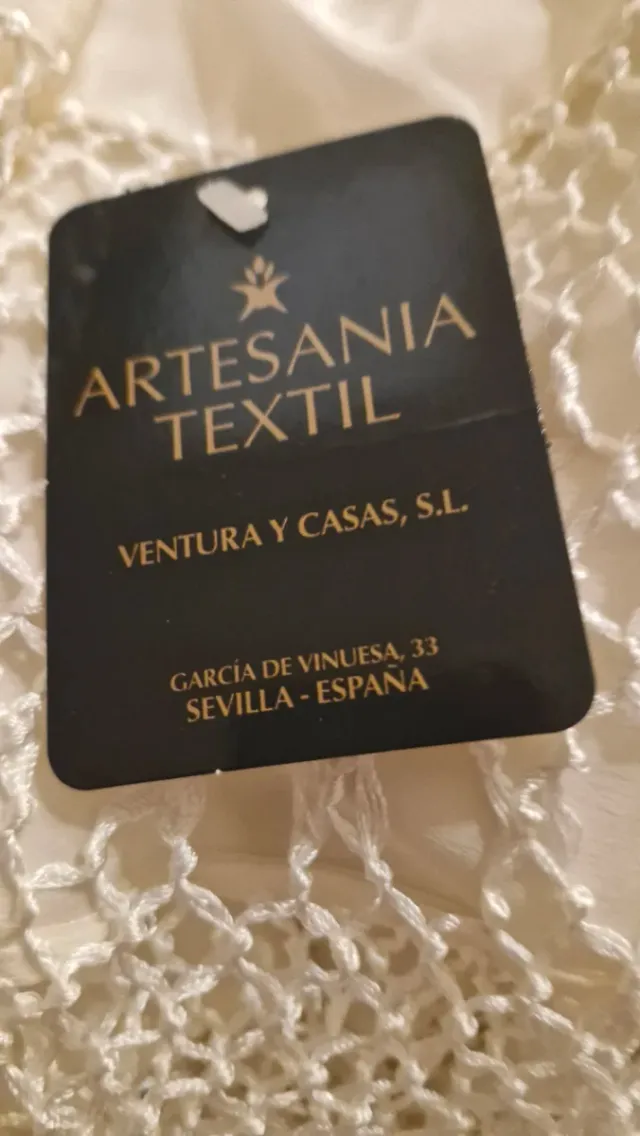 ARTESANIA
TEXTIL
VENTURA Y CASAS, S.L.
GARCÍA DE VINUESA, 33
SEVILLA - ESPAÑA